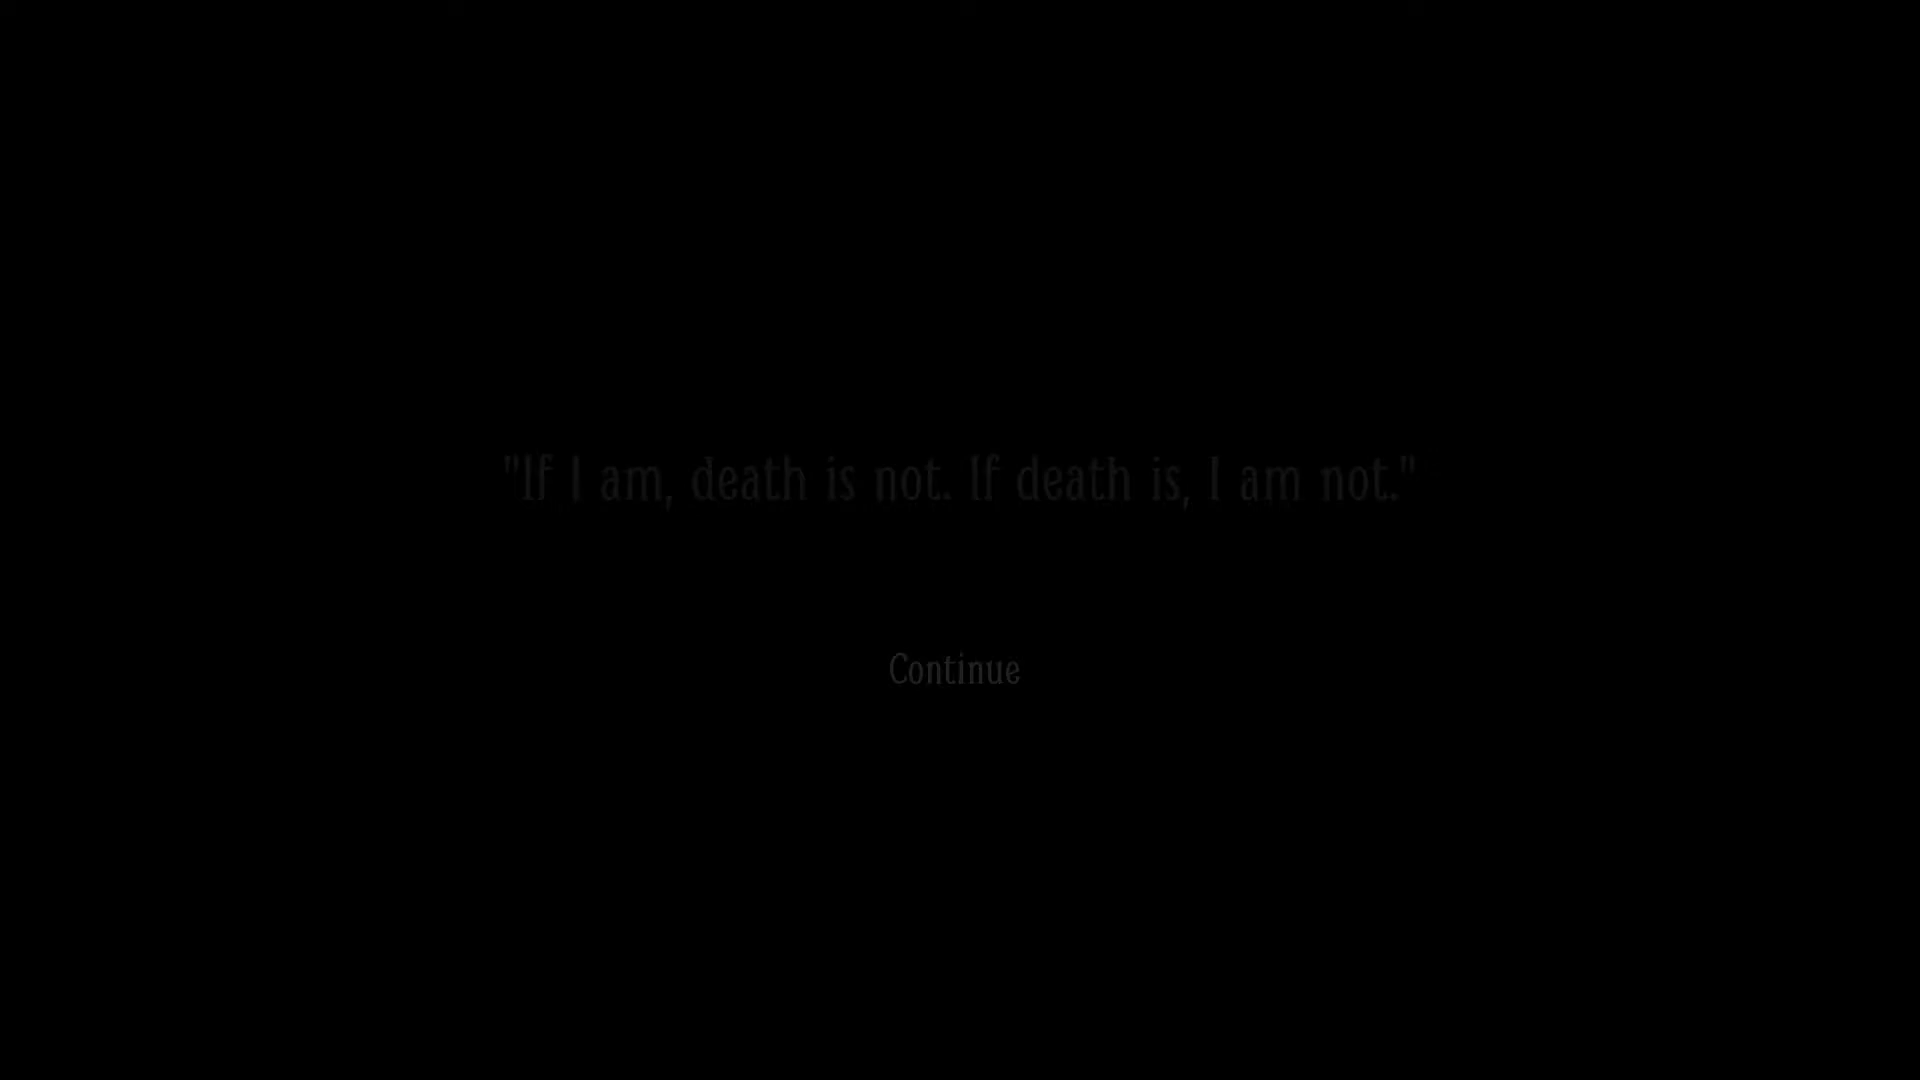 "If I am, death is not. If death is, I am not."
Continue